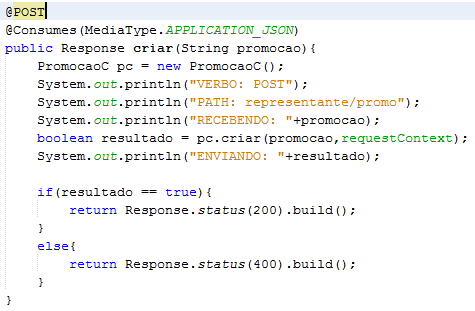 @POST
@Consumes(MediaType.APPLICATION_JSON)
public Response criar(String promocao){
PromocaoC pc = new PromocaoC();
System.out.println("VERBO: POST");
System.out.println("PATH: representante/promo");
System.out.println("RECEBENDO: "+promocao);
boolean resultado = pc.criar(promocao,requestContext);
System.out.println("ENVIANDO: "+resultado);
if(resultado == true){
return Response.status(200).build();
}
else{
return Response.status(400).build();
}
}